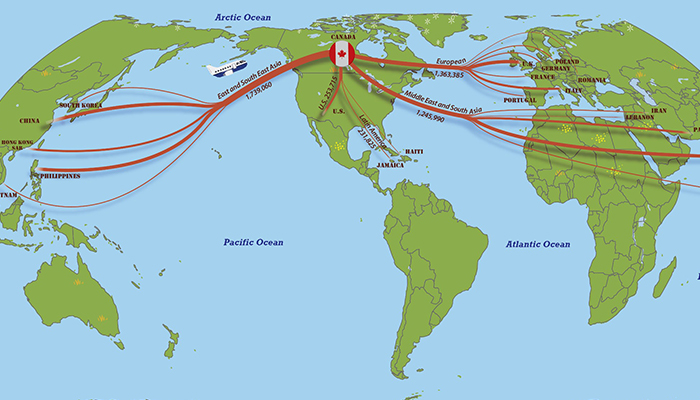 Arctic Ocean
CANADA
East and South East Asia
1,739,060
European
1,363,385
Middle East and South Asia
1,245,990
U.S. 253,715
Latin America
231,825
U.K.
POLAND
GERMANY
FRANCE
ROMANIA
ITALY
PORTUGAL
IRAN
LEBANON
SOUTH KOREA
CHINA
HONG KONG
SAR
PHILIPPINES
TNAM
U.S.
HAITI
JAMAICA
Pacific Ocean
Atlantic Ocean